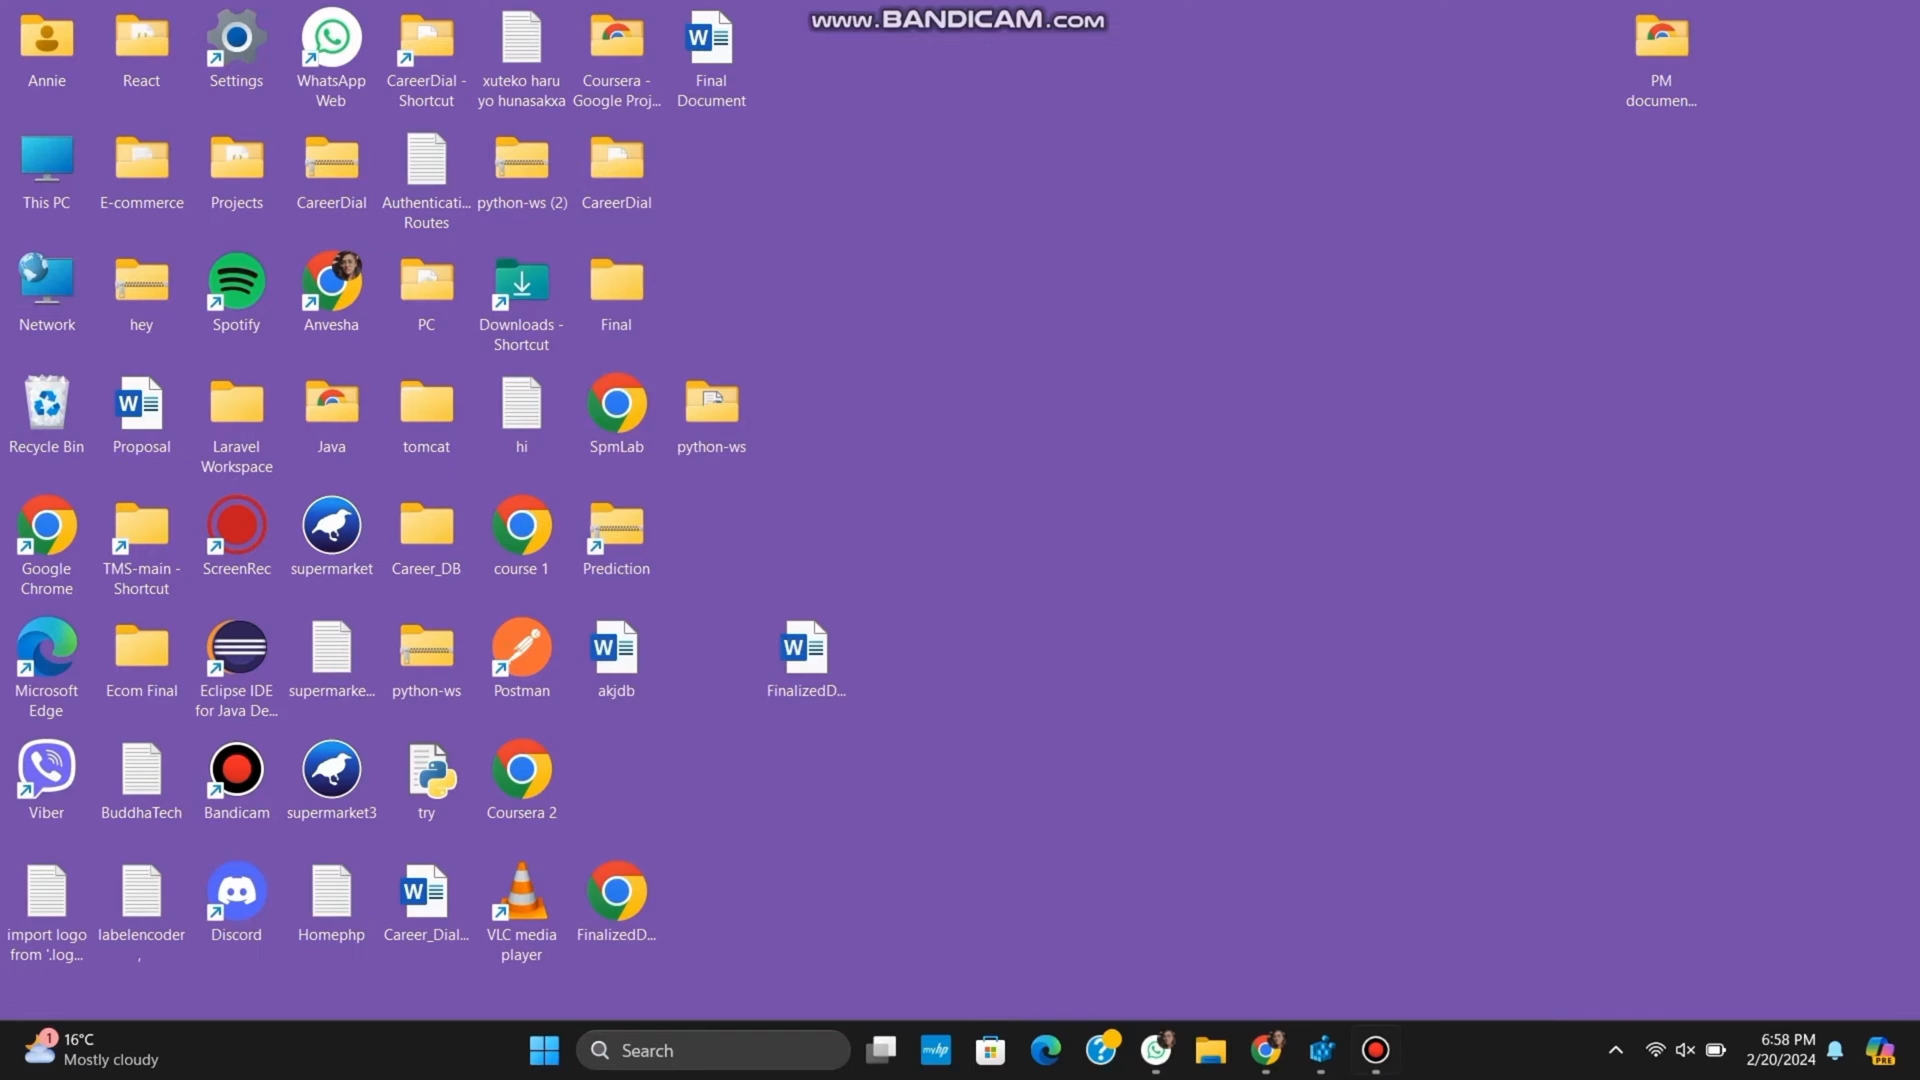 www.BANDICAM.com
Annie
React
Settings
WhatsApp
Web
CareerDial -
Shortcut
xuteko haru
yo hunasakxa
Coursera -
Google Proj...
Final
Document
PM
documen...
This PC
E-commerce
Projects
CareerDial
Authenticati...
Routes
python-ws (2)
CareerDial
Network
hey
Spotify
Anvesha
PC
Downloads -
Shortcut
Final
Recycle Bin
Proposal
Laravel
Workspace
Java
tomcat
hi
SpmLab
python-ws
Google
Chrome
TMS-main -
Shortcut
ScreenRec
supermarket
Career_DB
course 1
Prediction
Microsoft
Edge
Ecom Final
Eclipse IDE
for Java De...
supermarke...
python-ws
Postman
akjdb
FinalizedD...
Viber
BuddhaTech
Bandicam
supermarket3
try
Coursera 2
import logo
from '.log...
labelencoder
,
Discord
Homephp
Career_Dial...
VLC media
player
FinalizedD...
1
16°C
Mostly cloudy
Search
myhp
6:58 PM
2/20/2024
PRE